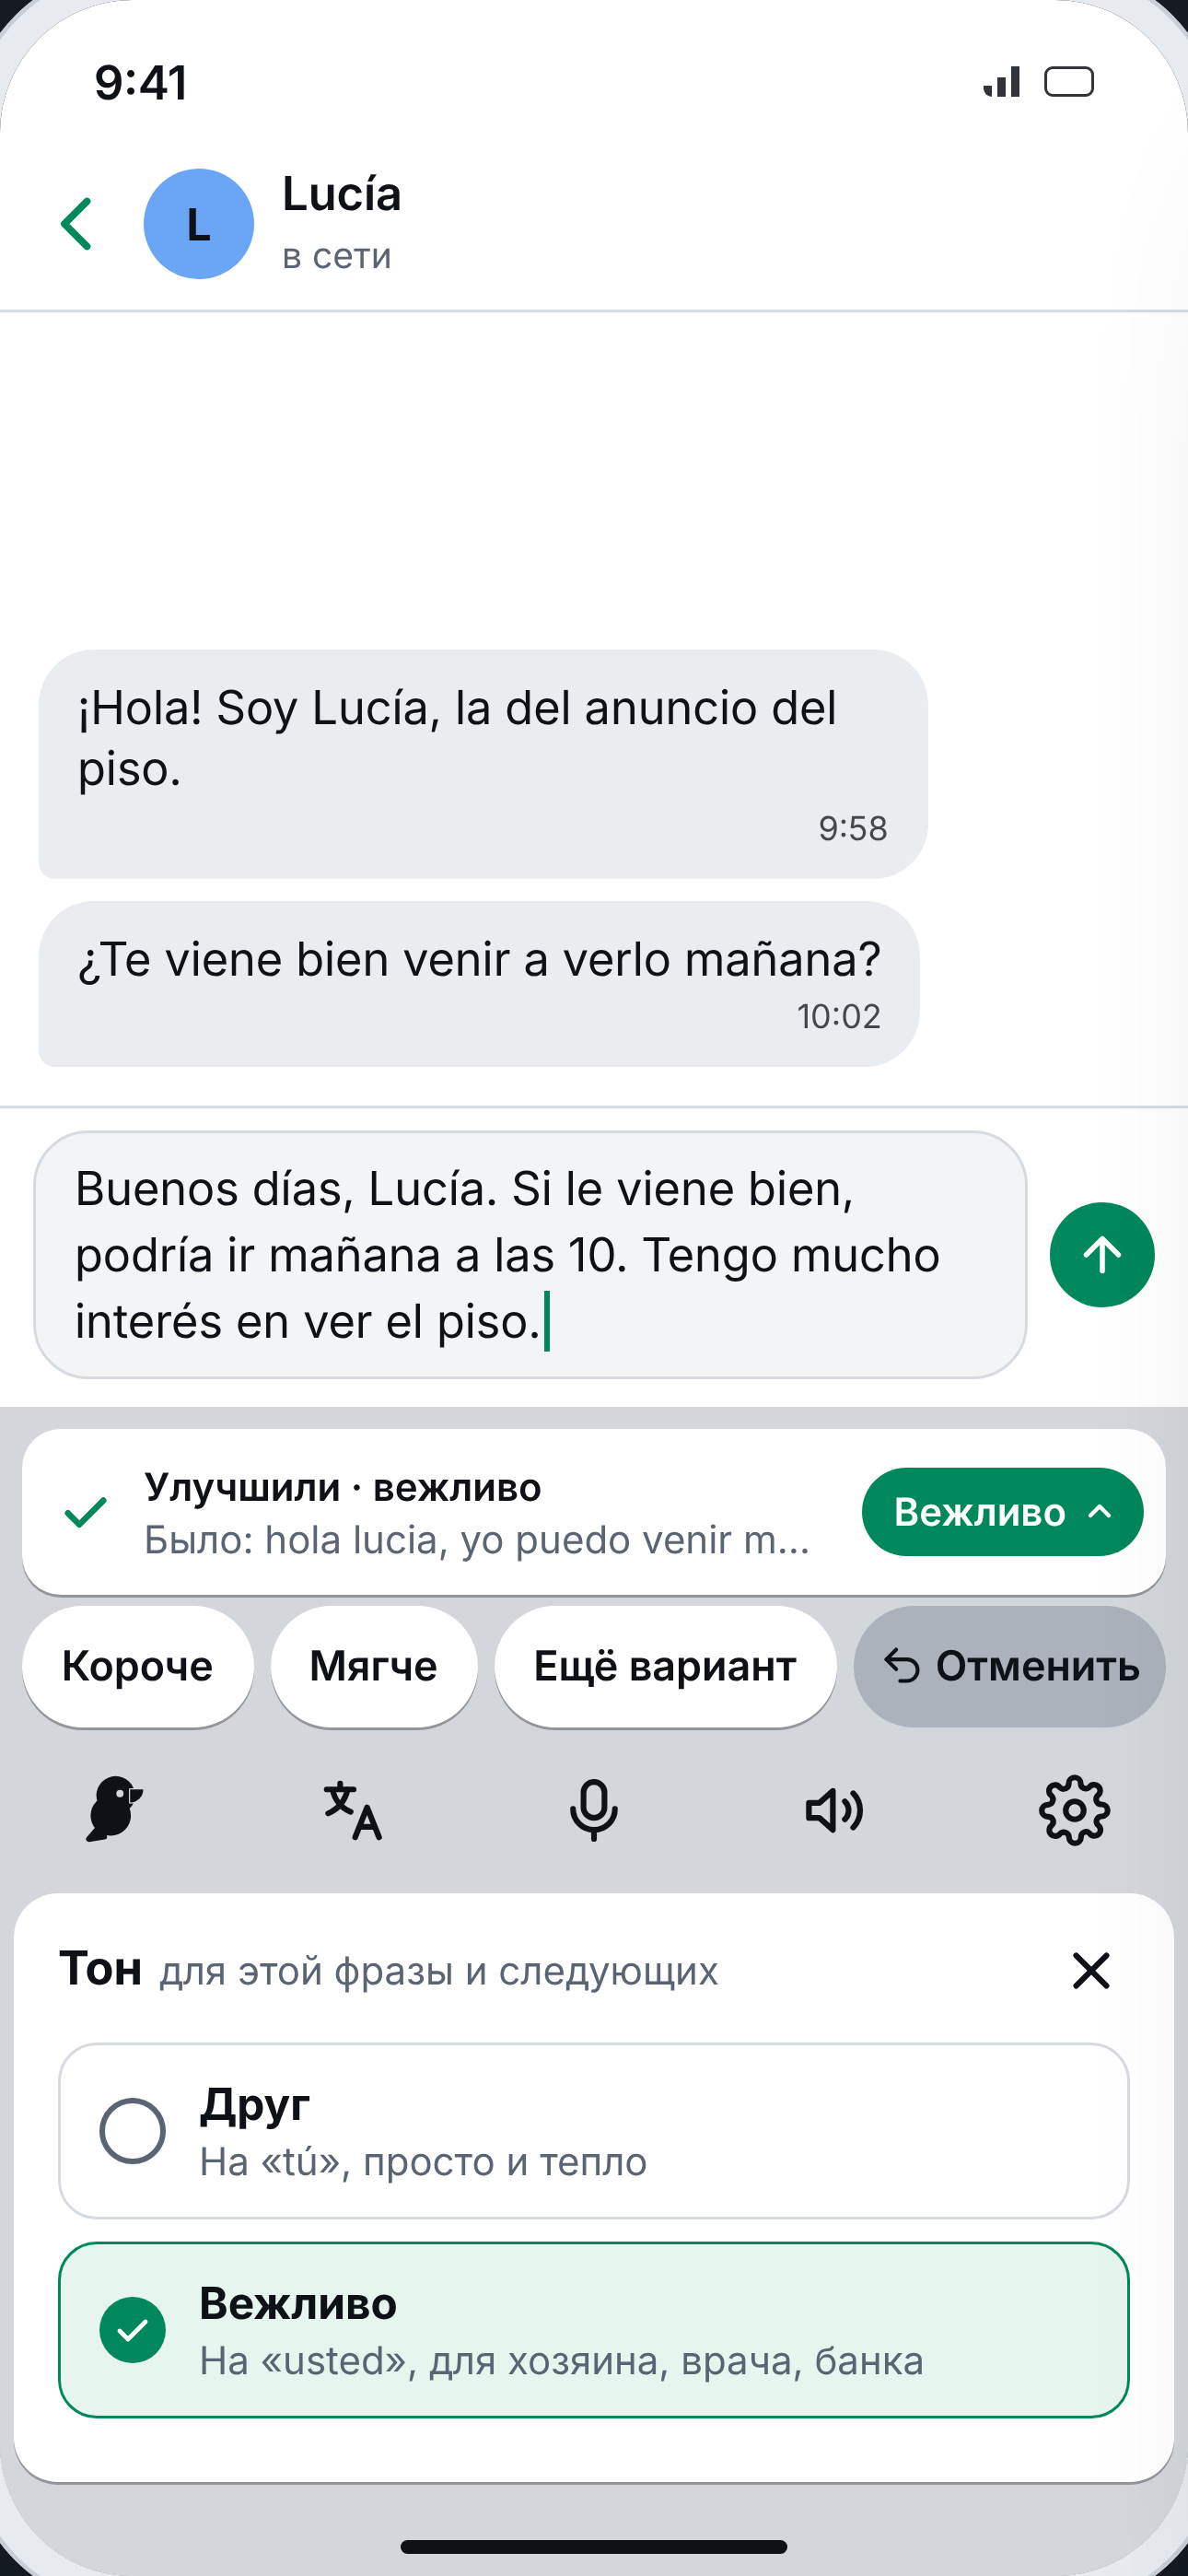 9:41
L
Lucía
в сети
¡Hola! Soy Lucía, la del anuncio del
piso.
9:58
¿Te viene bien venir a verlo mañana?
10:02
Buenos días, Lucía. Si le viene bien,
podría ir mañana a las 10. Tengo mucho
interés en ver el piso.
Улучшили · вежливо
Было: hola lucia, yo puedo venir m...
Вежливо
Короче
Мягче
Ещё вариант
Отменить
Тон для этой фразы и следующих
Друг
На «tú», просто и тепло
Вежливо
На «usted», для хозяина, врача, банка